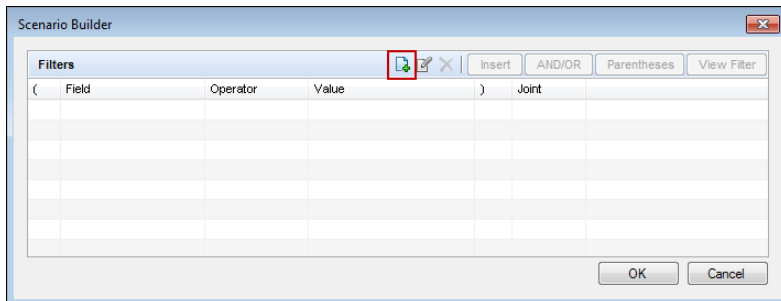 Scenario Builder
Filters Insert AND/OR Parentheses View Filter
( Field Operator Value ) Joint
OK Cancel